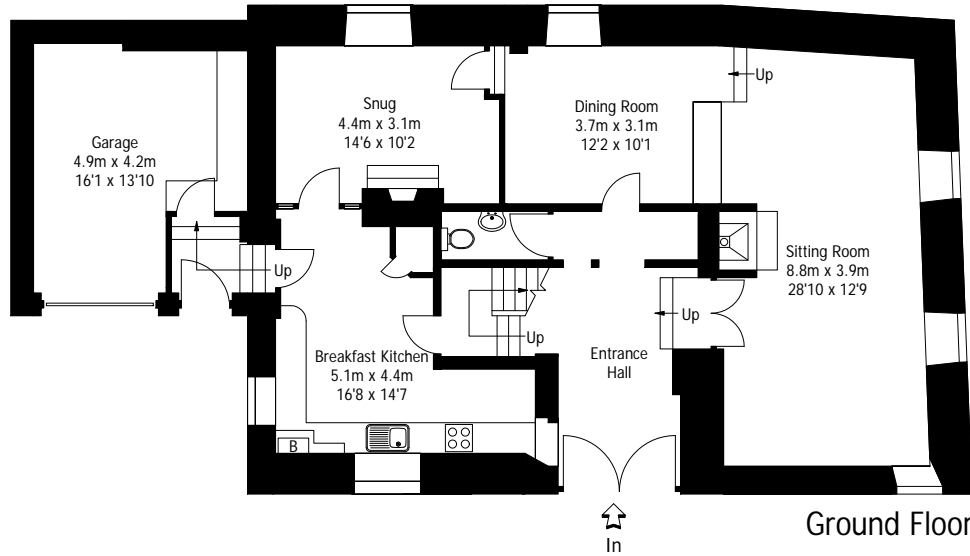 Up
Snug
4.4m x 3.1m
14'6 x 10'2
Dining Room
3.7m x 3.1m
12'2 x 10'1
Garage
4.9m x 4.2m
16'1 x 13'10
Sitting Room
8.8m x 3.9m
28'10 x 12'9
Up
Up
Up
Entrance
Hall
Breakfast Kitchen
5.1m x 4.4m
16'8 x 14'7
B
Ground Floor
In